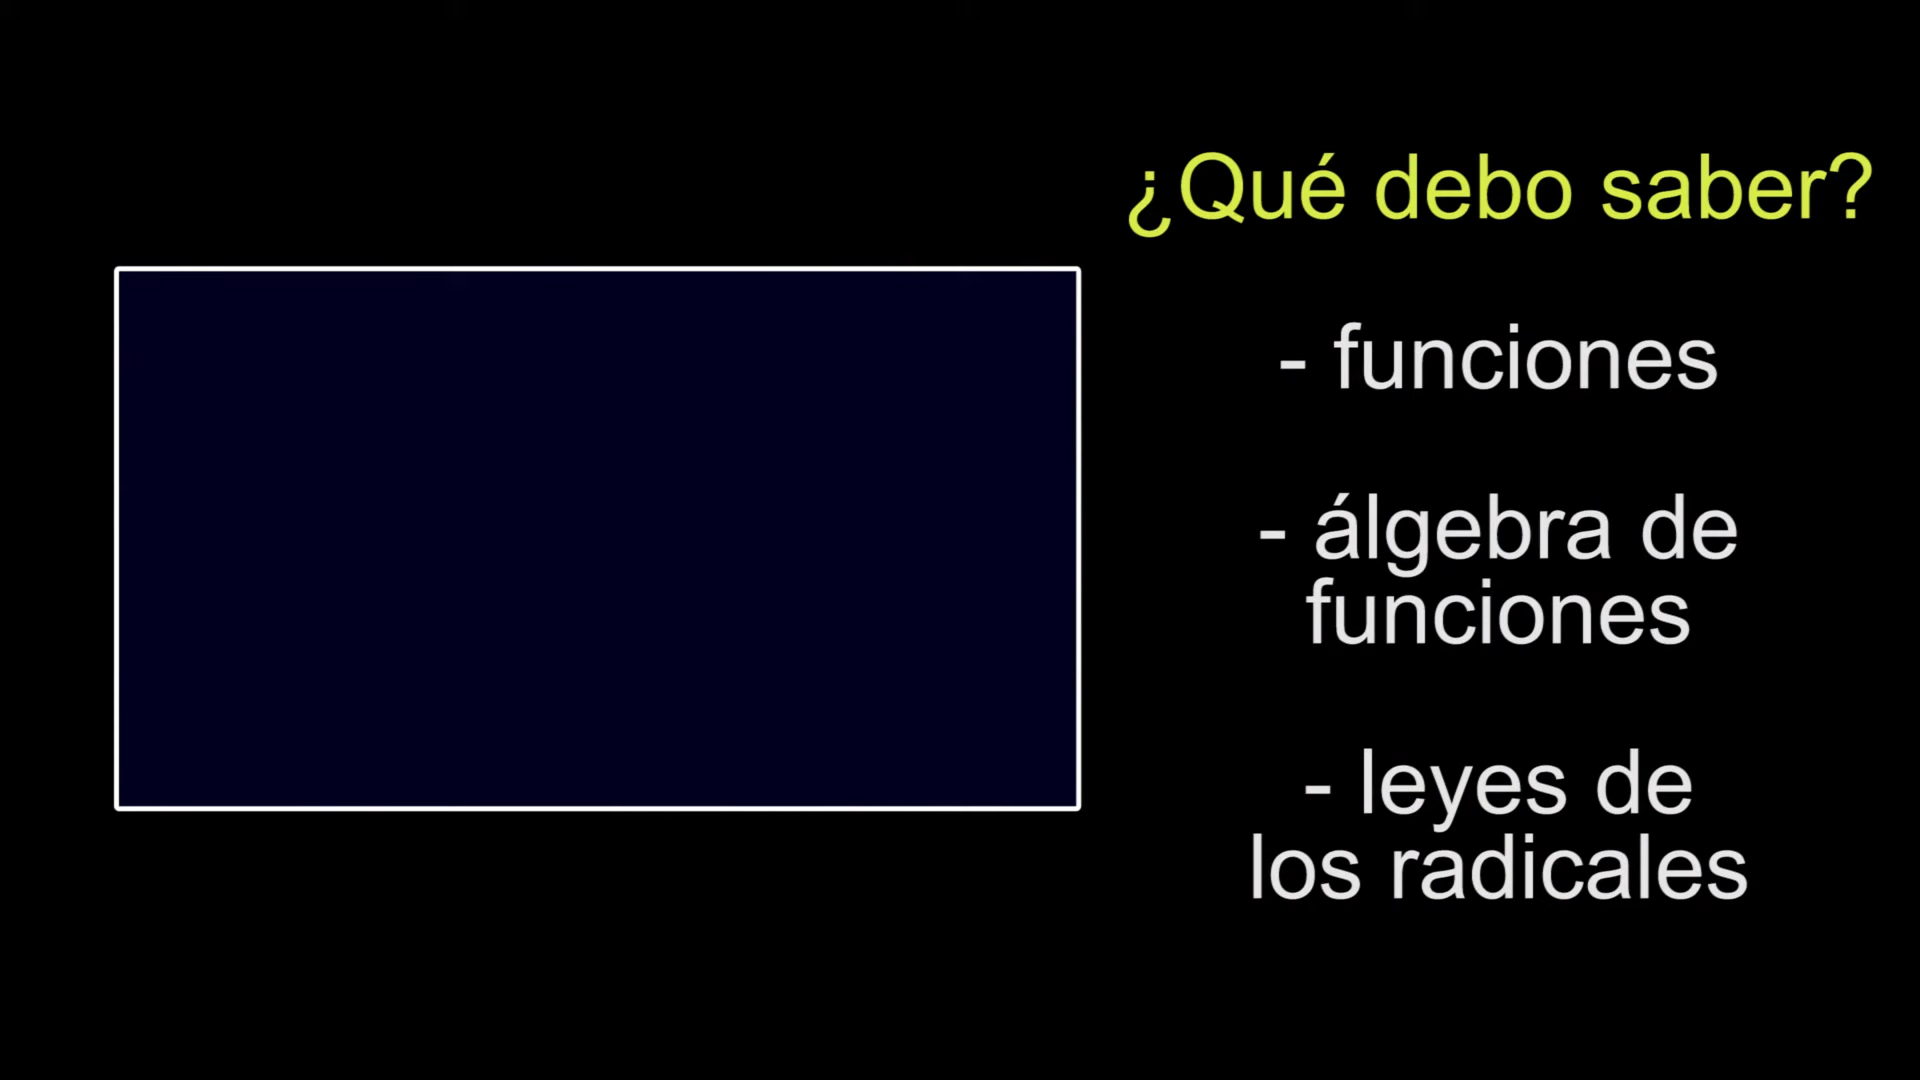 ¿Qué debo saber?
- funciones
- álgebra de
funciones
- leyes de
los radicales